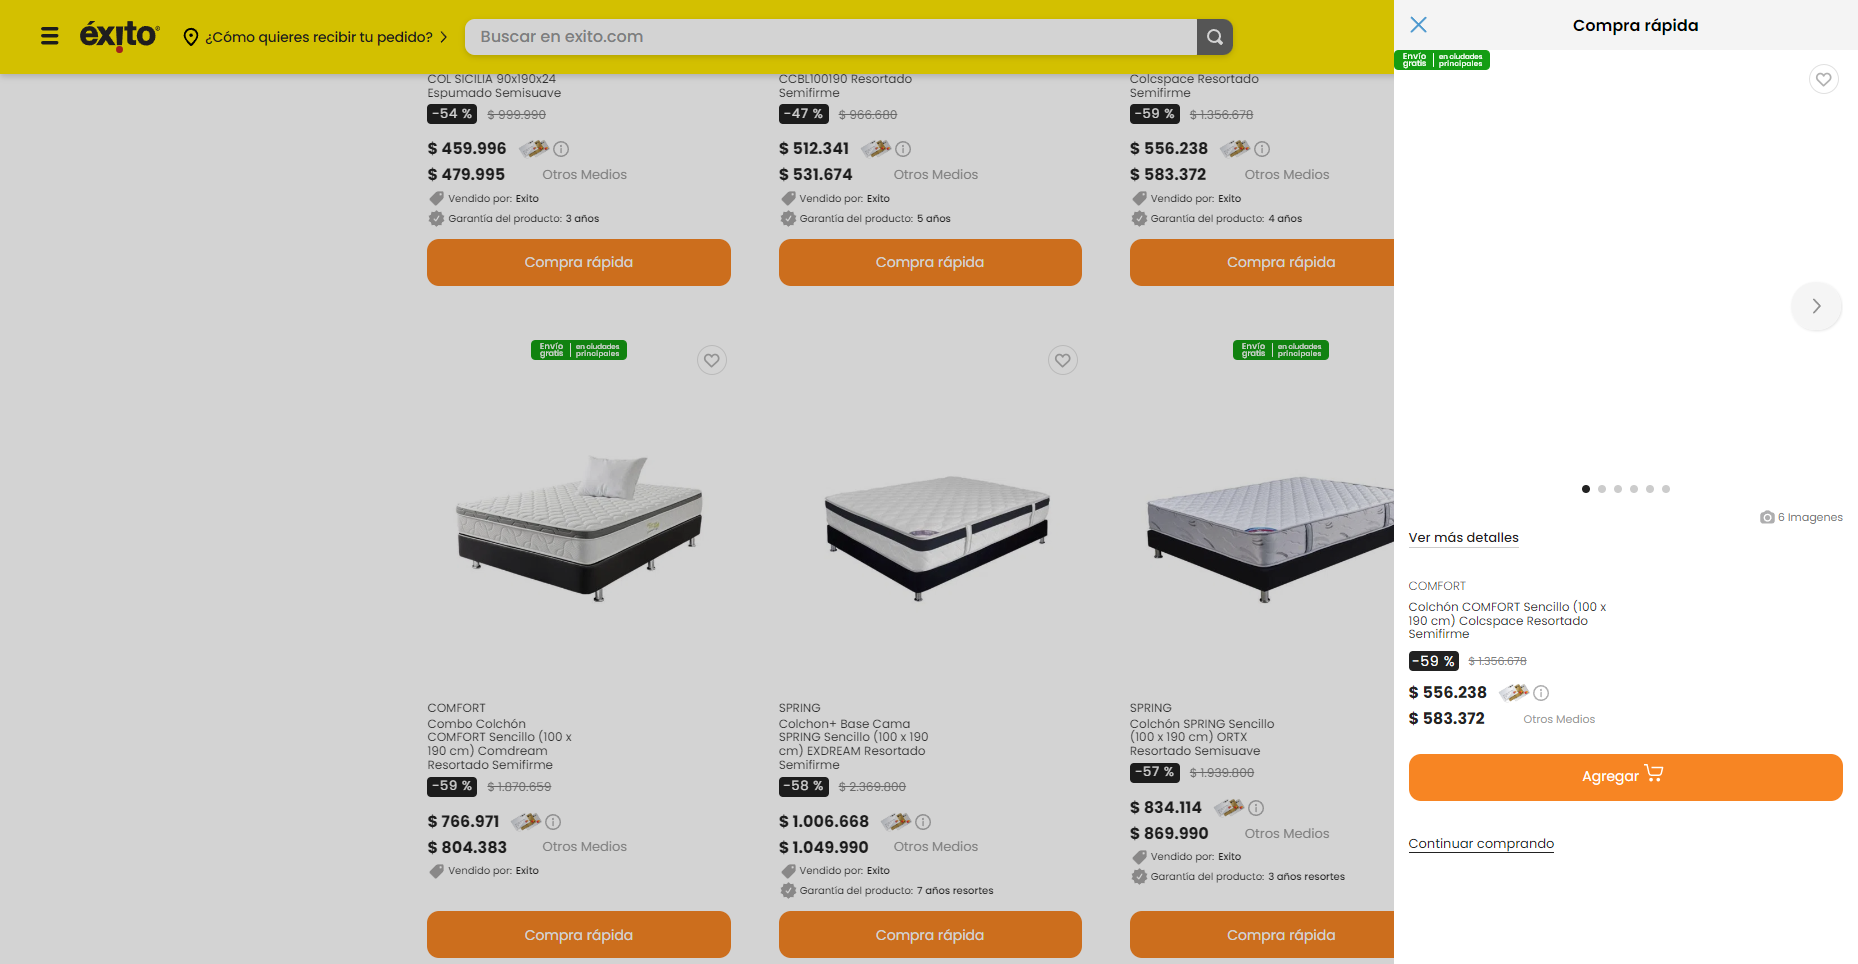 éxito
¿Cómo quieres recibir tu pedido?
Buscar en exito.com
COL SICILIA 90x190x24
Espumado Semisuave
-54 % $ 999.990
$ 459.996
$ 479.995 Otros Medios
Vendido por: Exito
Garantía del producto: 3 años
Compra rápida
CCBL100190 Resortado
Semifirme
-47 % $ 966.680
$ 512.341
$ 531.674 Otros Medios
Vendido por: Exito
Garantía del producto: 5 años
Compra rápida
Colcspace Resortado
Semifirme
-59 % $ 1.356.678
$ 556.238
$ 583.372 Otros Medios
Vendido por: Exito
Garantía del producto: 4 años
Compra rápida
Envío gratis en ciudades principales
COMFORT
Combo Colchón
COMFORT Sencillo (100 x
190 cm) Comdream
Resortado Semifirme
-59 % $ 1.870.659
$ 766.971
$ 804.383 Otros Medios
Vendido por: Exito
Compra rápida
SPRING
Colchon+ Base Cama
SPRING Sencillo (100 x 190
cm) EXDREAM Resortado
Semifirme
-58 % $ 2.369.800
$ 1.006.668
$ 1.049.990 Otros Medios
Vendido por: Exito
Garantía del producto: 7 años resortes
Compra rápida
Envío gratis en ciudades principales
SPRING
Colchón SPRING Sencillo
(100 x 190 cm) ORTX
Resortado Semisuave
-57 % $ 1.939.800
$ 834.114
$ 869.990 Otros Medios
Vendido por: Exito
Garantía del producto: 3 años resortes
Compra rápida
Compra rápida
Envío gratis en ciudades principales
6 Imagenes
Ver más detalles
COMFORT
Colchón COMFORT Sencillo (100 x
190 cm) Colcspace Resortado
Semifirme
-59 % $ 1.356.678
$ 556.238
$ 583.372 Otros Medios
Agregar
Continuar comprando